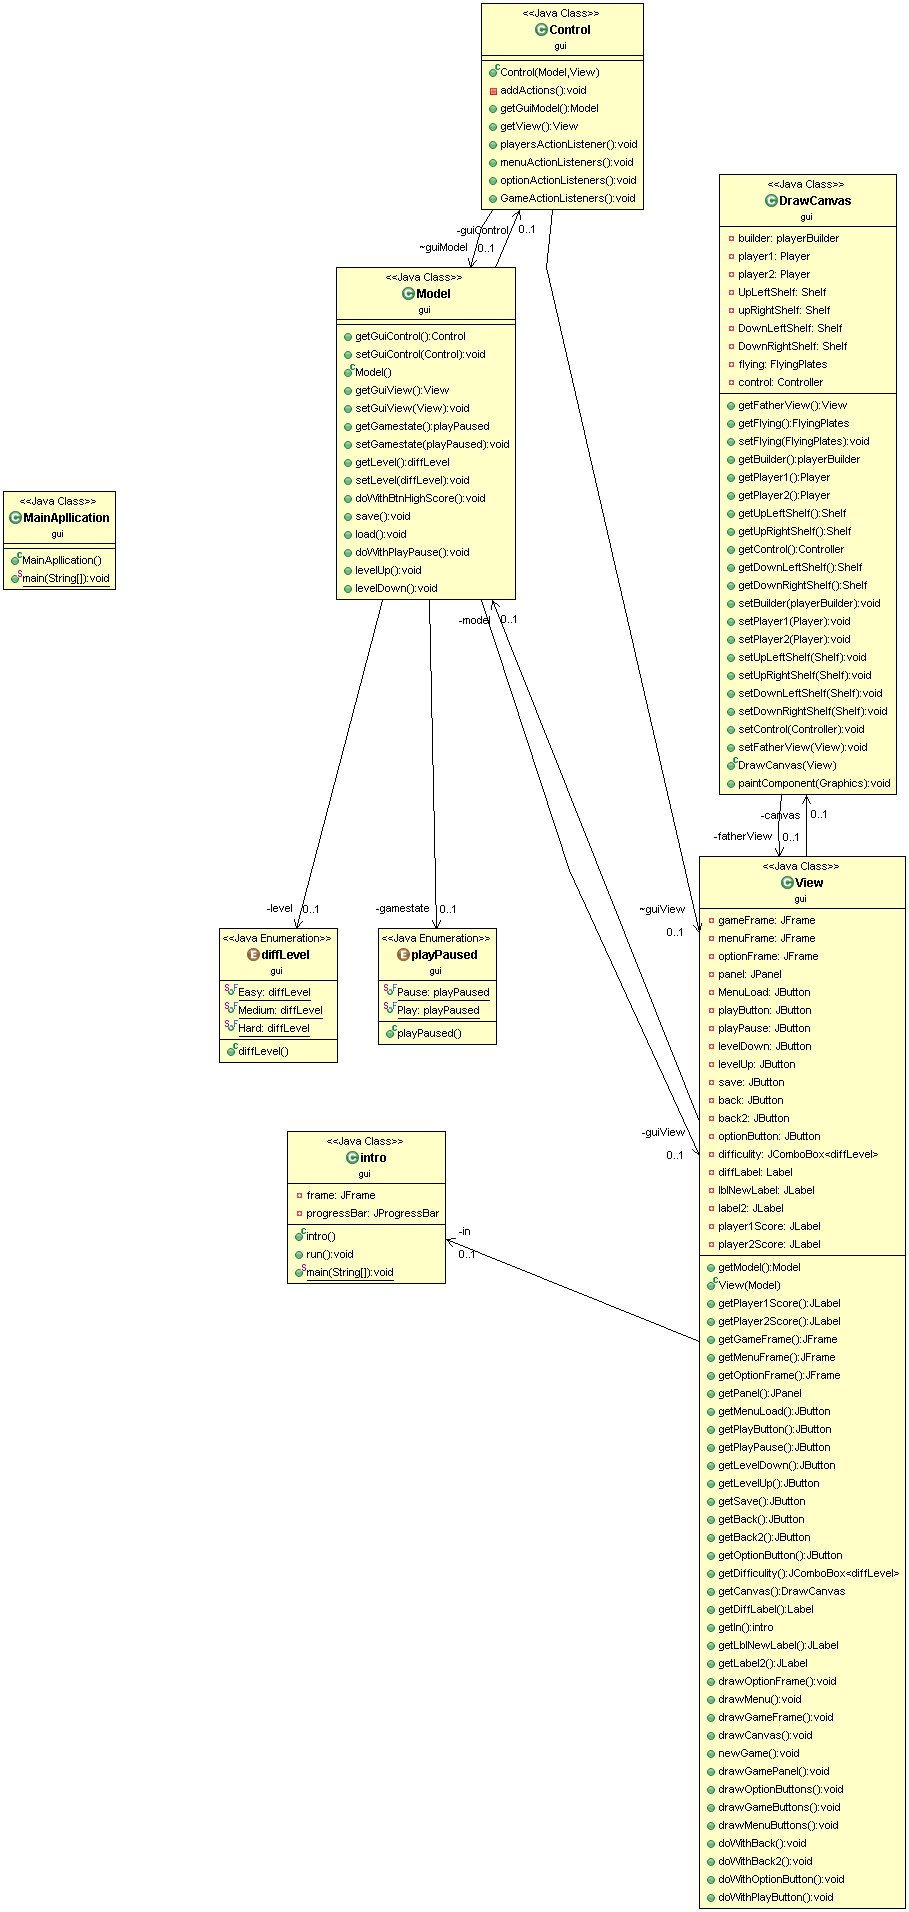 <<Java Class>>
Control
gui
Control(Model,View)
addActions():void
getGuiModel():Model
getView():View
playersActionListener():void
menuActionListeners():void
optionActionListeners():void
GameActionListeners():void
-guiControl
0..1
~guiModel
0..1
<<Java Class>>
Model
gui
getGuiControl():Control
setGuiControl(Control):void
Model()
getGuiView():View
setGuiView(View):void
getGamestate():playPaused
setGamestate(playPaused):void
getLevel():diffLevel
setLevel(diffLevel):void
doWithBtnHighScore():void
save():void
load():void
doWithPlayPause():void
levelUp():void
levelDown():void
<<Java Class>>
DrawCanvas
gui
builder: playerBuilder
player1: Player
player2: Player
UpLeftShelf: Shelf
upRightShelf: Shelf
DownLeftShelf: Shelf
DownRightShelf: Shelf
flying: FlyingPlates
control: Controller
getFatherView():View
getFlying():FlyingPlates
setFlying(FlyingPlates):void
getBuilder():playerBuilder
getPlayer1():Player
getPlayer2():Player
getUpLeftShelf():Shelf
getUpRightShelf():Shelf
getControl():Controller
getDownLeftShelf():Shelf
getDownRightShelf():Shelf
setBuilder(playerBuilder):void
setPlayer1(Player):void
setPlayer2(Player):void
setUpLeftShelf(Shelf):void
setUpRightShelf(Shelf):void
setDownLeftShelf(Shelf):void
setDownRightShelf(Shelf):void
setControl(Controller):void
setFatherView(View):void
DrawCanvas(View)
paintComponent(Graphics):void
<<Java Class>>
MainApllication
gui
MainApllication()
main(String[]):void
-model
0..1
-canvas
0..1
-fatherView
0..1
-level
0..1
-gamestate
0..1
~guiView
0..1
<<Java Enumeration>>
diffLevel
gui
Easy: diffLevel
Medium: diffLevel
Hard: diffLevel
diffLevel()
<<Java Enumeration>>
playPaused
gui
Pause: playPaused
Play: playPaused
playPaused()
-guiView
0..1
<<Java Class>>
intro
gui
frame: JFrame
progressBar: JProgressBar
intro()
run():void
main(String[]):void
-in
0..1
<<Java Class>>
View
gui
gameFrame: JFrame
menuFrame: JFrame
optionFrame: JFrame
panel: JPanel
MenuLoad: JButton
playButton: JButton
playPause: JButton
levelDown: JButton
levelUp: JButton
save: JButton
back: JButton
back2: JButton
optionButton: JButton
difficulity: JComboBox<diffLevel>
diffLabel: Label
lblNewLabel: JLabel
label2: JLabel
player1Score: JLabel
player2Score: JLabel
getModel():Model
View(Model)
getPlayer1Score():JLabel
getPlayer2Score():JLabel
getGameFrame():JFrame
getMenuFrame():JFrame
getOptionFrame():JFrame
getPanel():JPanel
getMenuLoad():JButton
getPlayButton():JButton
getPlayPause():JButton
getLevelDown():JButton
getLevelUp():JButton
getSave():JButton
getBack():JButton
getBack2():JButton
getOptionButton():JButton
getDifficulity():JComboBox<diffLevel>
getCanvas():DrawCanvas
getDiffLabel():Label
getIn():intro
getLblNewLabel():JLabel
getLabel2():JLabel
drawOptionFrame():void
drawMenu():void
drawGameFrame():void
drawCanvas():void
newGame():void
drawGamePanel():void
drawOptionButtons():void
drawGameButtons():void
drawMenuButtons():void
doWithBack():void
doWithBack2():void
doWithOptionButton():void
doWithPlayButton():void